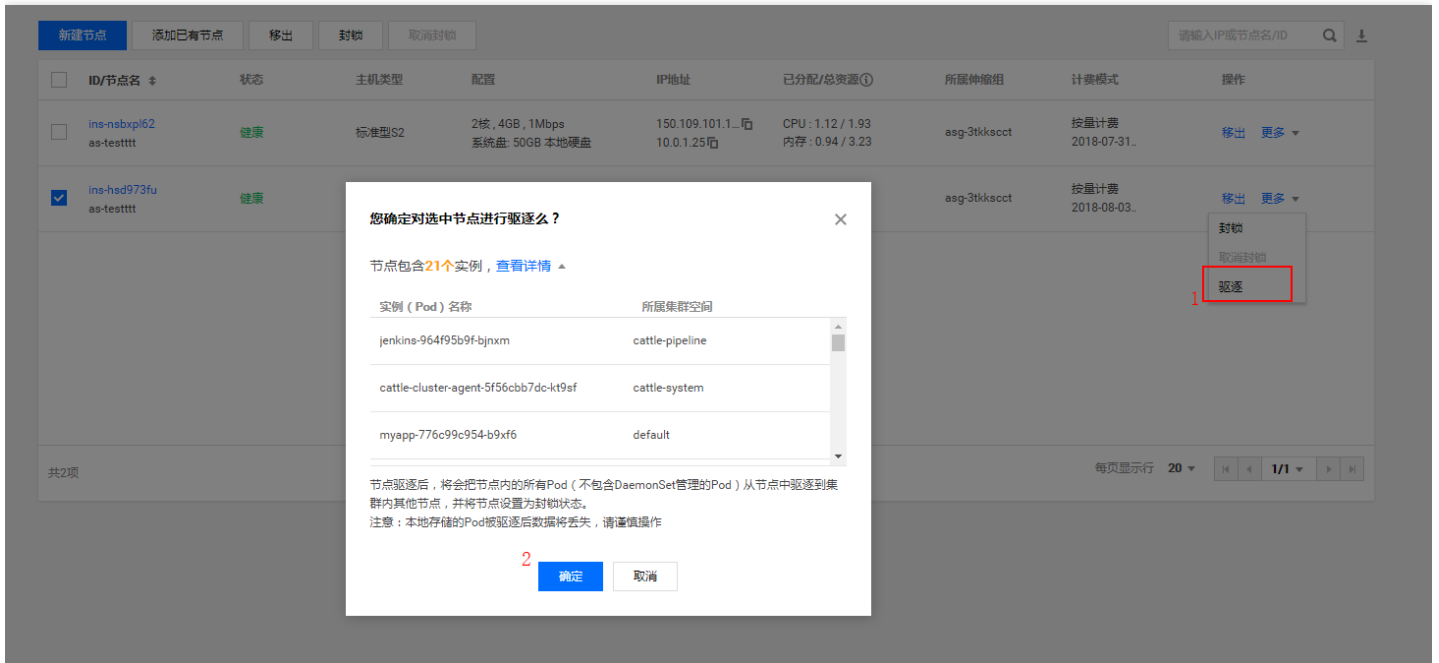 新建节点 添加已有节点 移出 封锁 取消封锁 请输入IP或节点名/ID
ID/节点名 状态 主机类型 配置 IP地址 已分配/总资源 所属伸缩组 计费模式 操作
ins-nsbxpl62
as-testttt
健康
标准型S2
2核 , 4GB , 1Mbps
系统盘: 50GB 本地硬盘
150.109.101.1...
10.0.1.25
CPU : 1.12 / 1.93
内存 : 0.94 / 3.23
asg-3tkkscct
按量计费
2018-07-31..
移出 更多
ins-hsd973fu
as-testttt
健康
asg-3tkkscct
按量计费
2018-08-03..
移出 更多
封锁
取消封锁
驱逐
1
您确定对选中节点进行驱逐么？
节点包含21个实例，查看详情
实例（Pod）名称 所属集群空间
jenkins-964f95b9f-bjnxm cattle-pipeline
cattle-cluster-agent-5f56cbb7dc-kt9sf cattle-system
myapp-776c99c954-b9xf6 default
节点驱逐后，将会把节点内的所有Pod（不包含DaemonSet管理的Pod）从节点中驱逐到集
群内其他节点，并将节点设置为封锁状态。
注意：本地存储的Pod被驱逐后数据将丢失，请谨慎操作
2
确定 取消
共2项 每页显示行 20 1/1